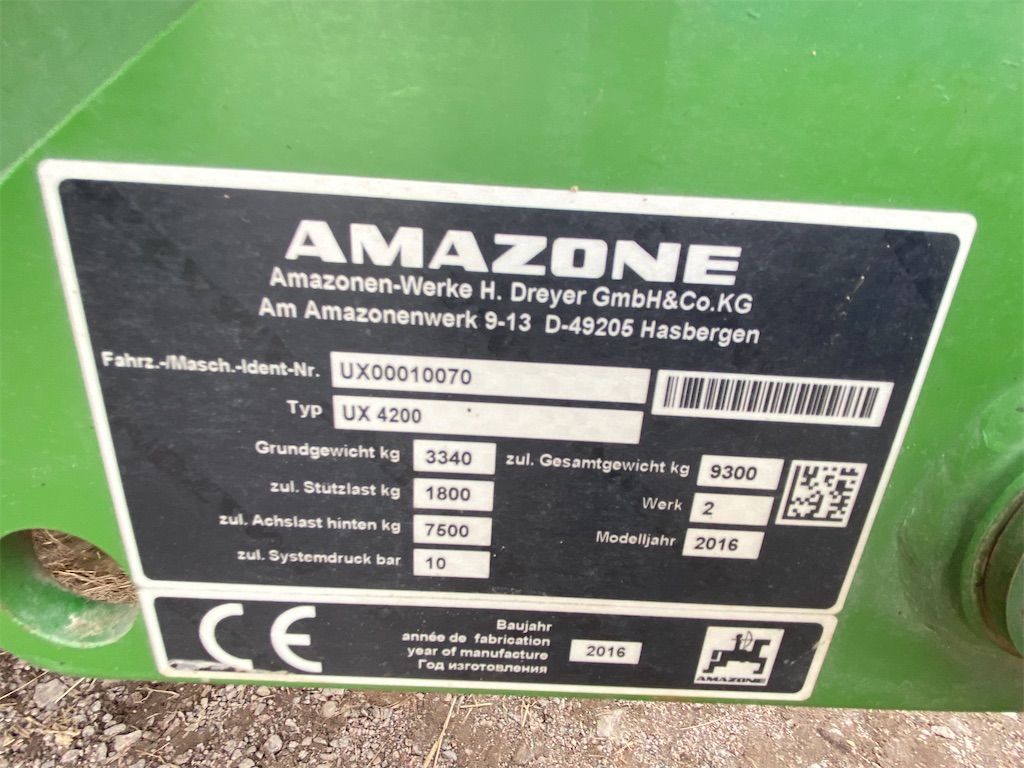 AMAZONE
Amazonen-Werke H. Dreyer GmbH&Co.KG
Am Amazonenwerk 9-13 D-49205 Hasbergen
Fahrz.-/Masch.-Ident-Nr. UX00010070
Typ UX 4200
Grundgewicht kg 3340 zul. Gesamtgewicht kg 9300
zul. Stützlast kg 1800 Werk 2
zul. Achslast hinten kg 7500 Modelljahr 2016
zul. Systemdruck bar 10
CE
Baujahr
année de fabrication
year of manufacture 2016
Год изготовления
AMAZONE